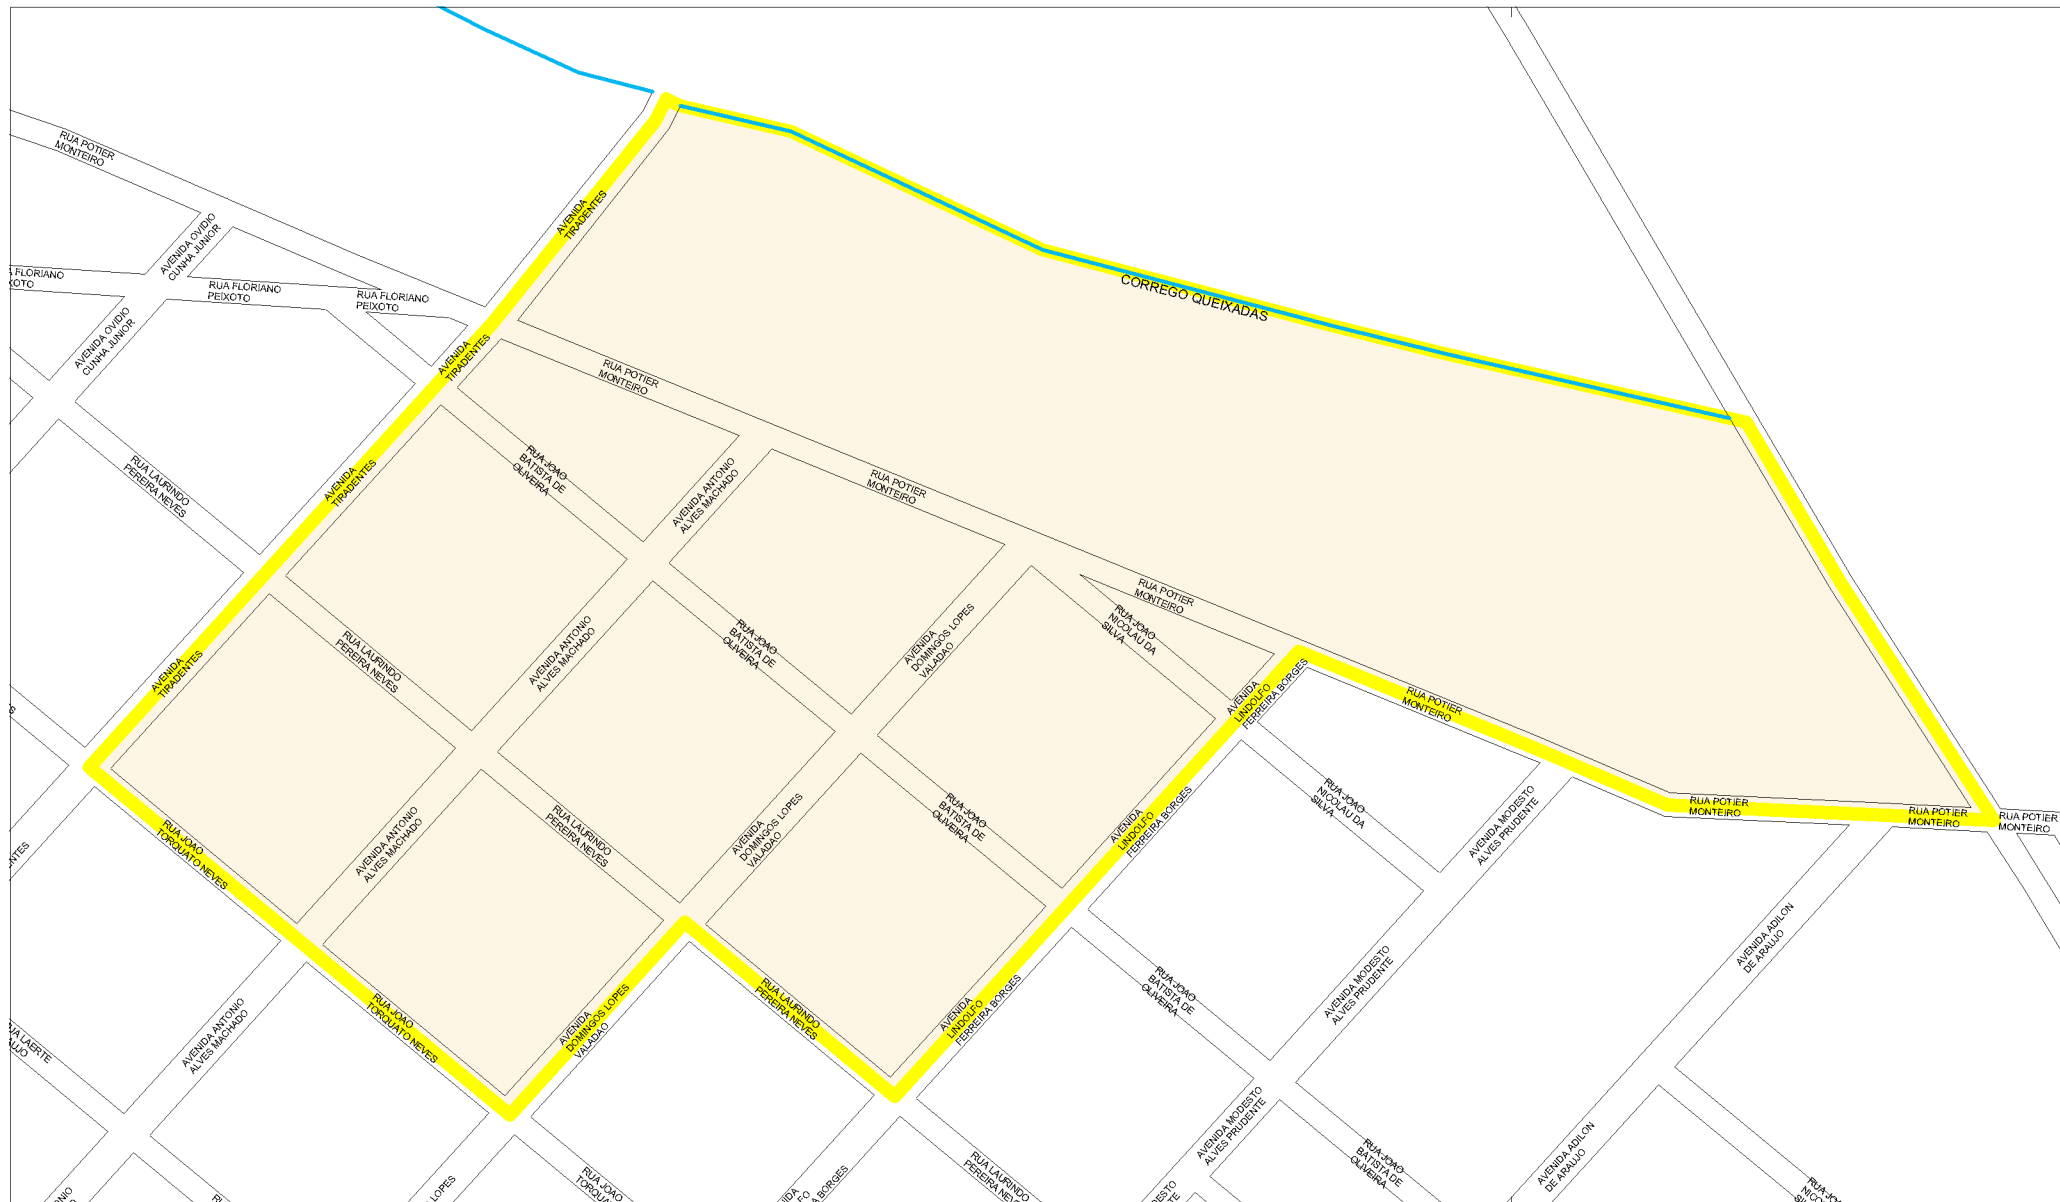 RUA POTIER
MONTEIRO
AVENIDA OVIDIO
CUNHA JUNIOR
AVENIDA
TIRADENTES
FLORIANO
RUA FLORIANO
PEIXOTO
RUA FLORIANO
PEIXOTO
CORREGO QUEIXADAS
AVENIDA OVIDIO
CUNHA JUNIOR
AVENIDA
TIRADENTES
RUA POTIER
MONTEIRO
RUA LAURINDO
PEREIRA NEVES
AVENIDA
TIRADENTES
RUA JOAO
BATISTA DE
OLIVEIRA
AVENIDA ANTONIO
ALVES MACHADO
RUA POTIER
MONTEIRO
RUA POTIER
MONTEIRO
RUA JOAO
NICOLAU DA
SILVA
AVENIDA
TIRADENTES
RUA LAURINDO
PEREIRA NEVES
AVENIDA ANTONIO
ALVES MACHADO
RUA JOAO
BATISTA DE
OLIVEIRA
AVENIDA
DOMINGOS LOPES
VALADAO
AVENIDA
LINDOLFO
FERREIRA BORGES
RUA POTIER
MONTEIRO
RUA JOAO
TORQUATO NEVES
AVENIDA ANTONIO
ALVES MACHADO
RUA LAURINDO
PEREIRA NEVES
AVENIDA
DOMINGOS LOPES
VALADAO
RUA JOAO
BATISTA DE
OLIVEIRA
AVENIDA
LINDOLFO
FERREIRA BORGES
RUA JOAO
NICOLAU DA
SILVA
AVENIDA MODESTO
ALVES PRUDENTE
RUA POTIER
MONTEIRO
RUA POTIER
MONTEIRO
RUA POTIER
MONTEIRO
AVENIDA ANTONIO
ALVES MACHADO
RUA JOAO
TORQUATO NEVES
AVENIDA
DOMINGOS LOPES
VALADAO
RUA LAURINDO
PEREIRA NEVES
AVENIDA
LINDOLFO
FERREIRA BORGES
RUA JOAO
BATISTA DE
OLIVEIRA
AVENIDA MODESTO
ALVES PRUDENTE
AVENIDA ADILON
DE ARAUJO
LAERTE
LOPES
RUA JOAO
BORGES
RUA LAURINDO
AVENIDA MODESTO
ALVES PRUDENTE
RUA JOAO
BATISTA DE
OLIVEIRA
AVENIDA ADILON
DE ARAUJO